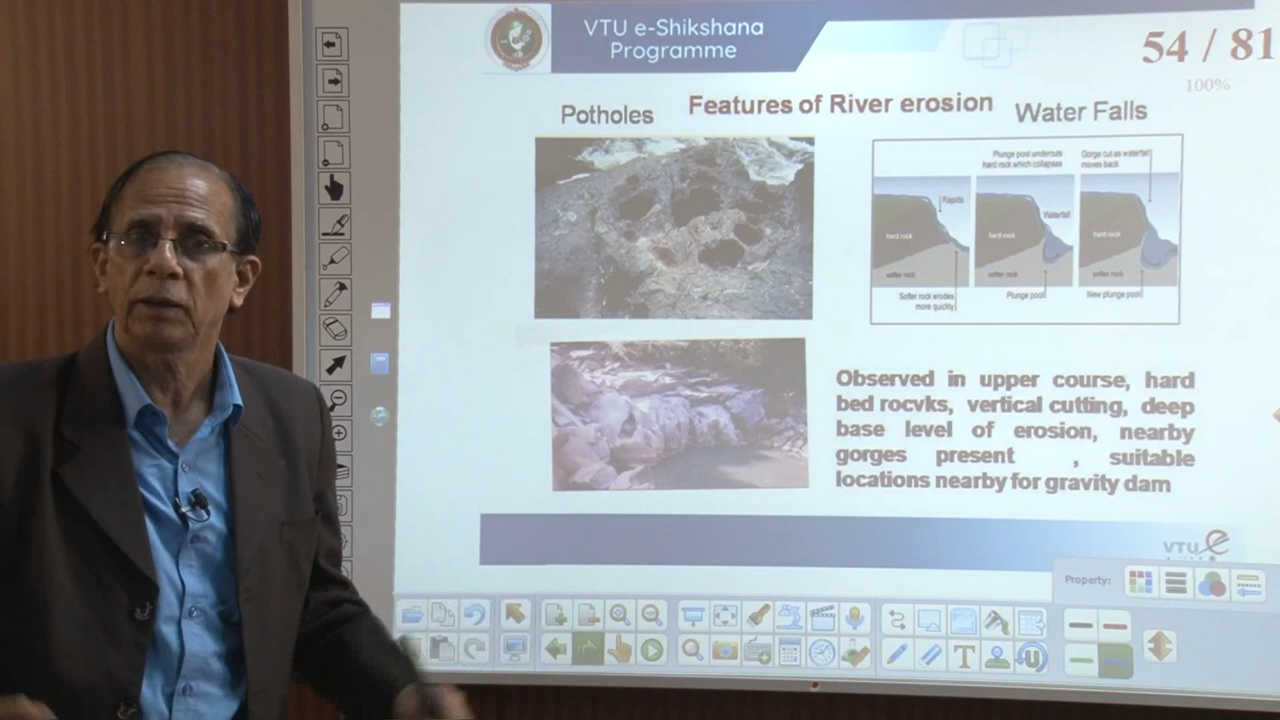 VTU e-Shikshana
Programme
54 / 81
100%
Potholes
Features of River erosion
Water Falls
Plunge pool undercuts
hard rock which collapses
Gorge cut as waterfall
moves back
Rapids
Waterfall
hard rock
hard rock
hard rock
softer rock
softer rock
softer rock
Softer rock erodes
more quickly
Plunge pool
New plunge pool
Observed in upper course, hard
bed rocvks, vertical cutting, deep
base level of erosion, nearby
gorges present , suitable
locations nearby for gravity dam
VTU e
Property: